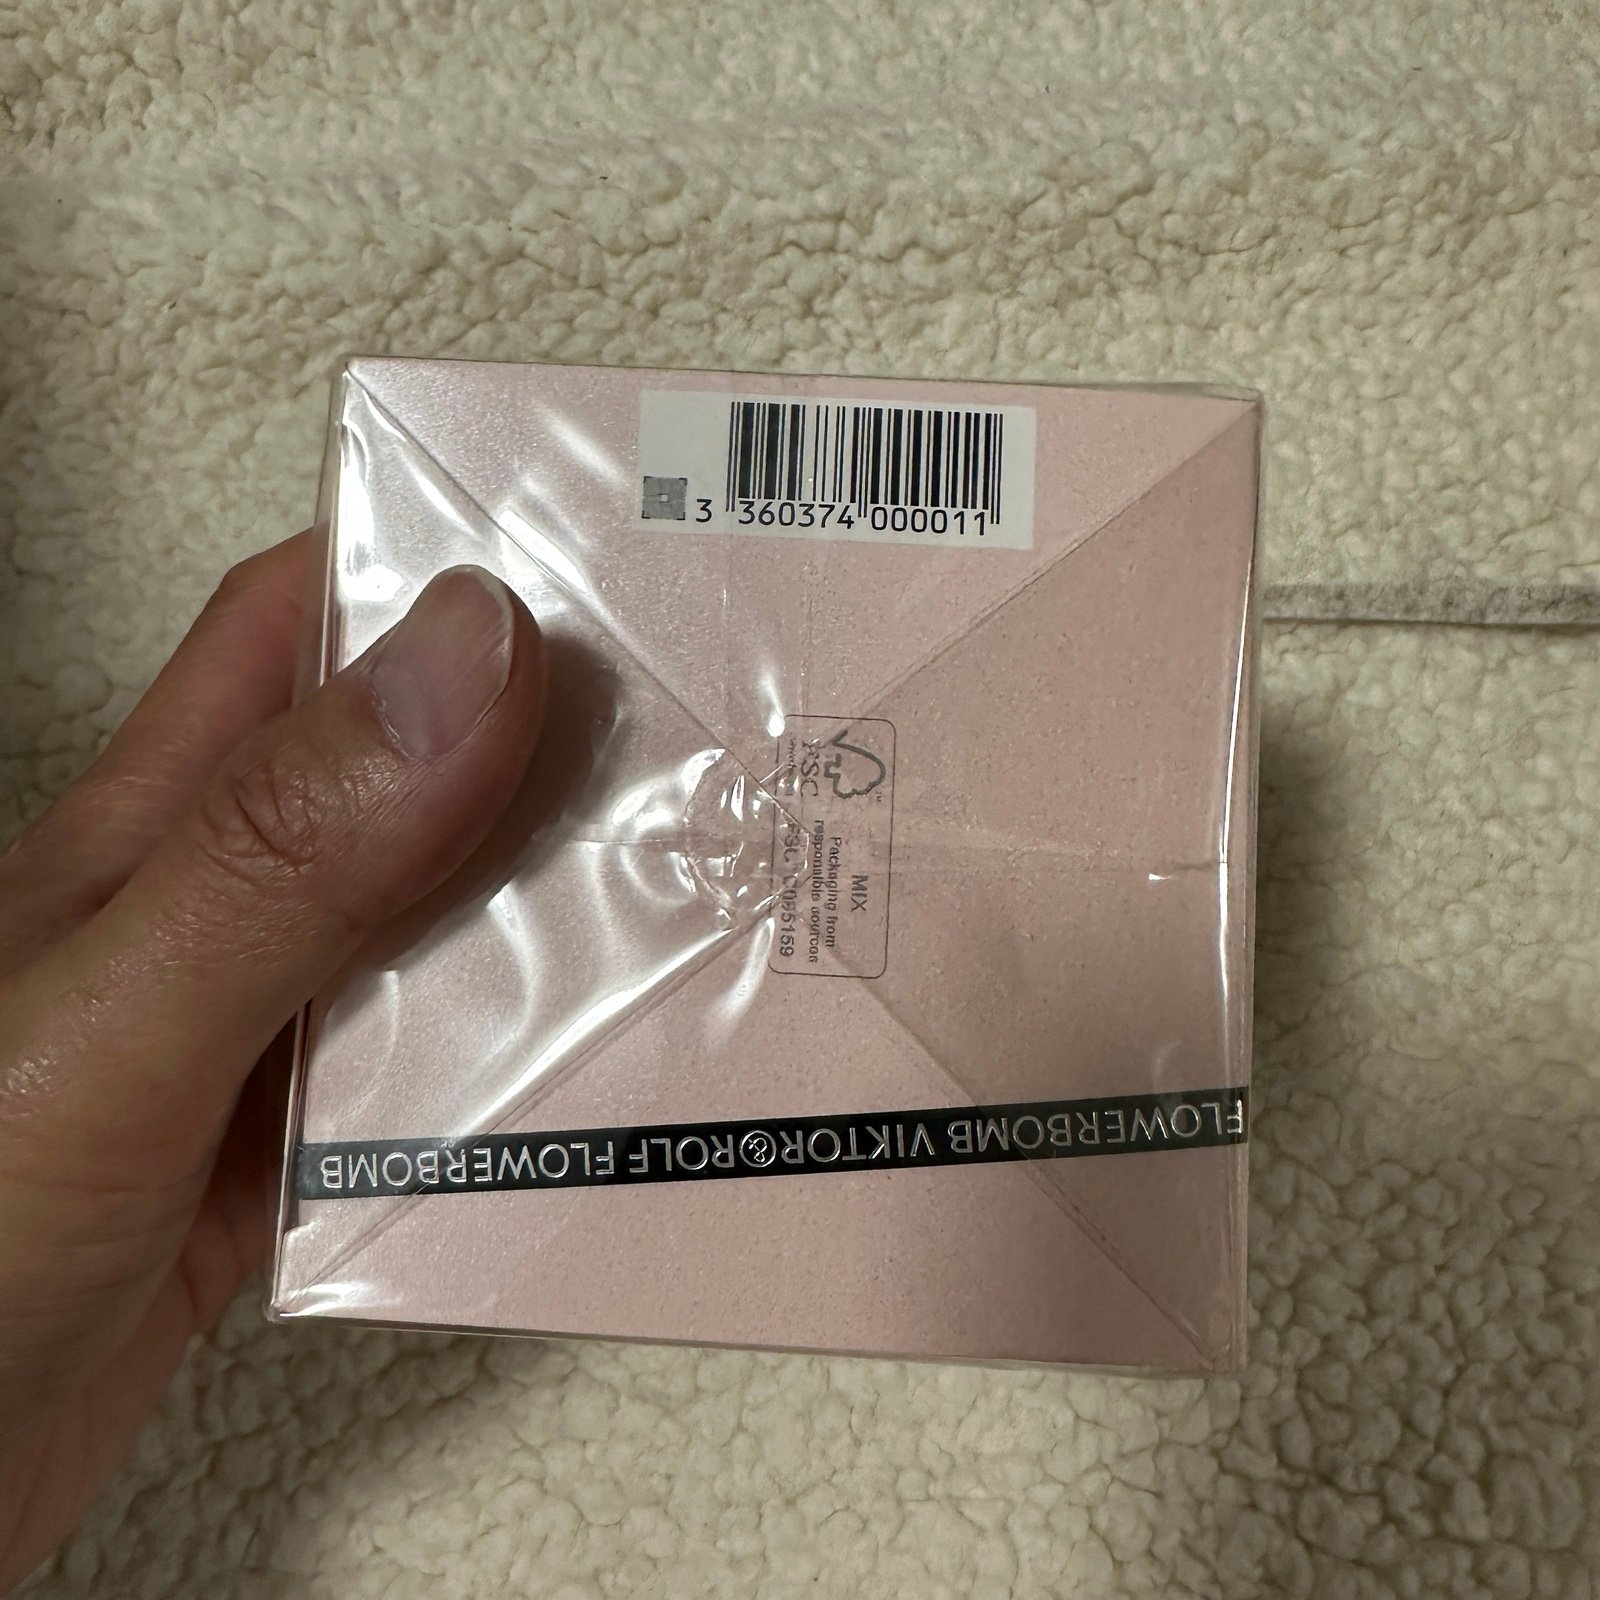 3 360374 000011
FSC
MIX
Packaging from
responsible sources
FLOWERBOMB VIKTOR&ROLF FLOWERBOMB